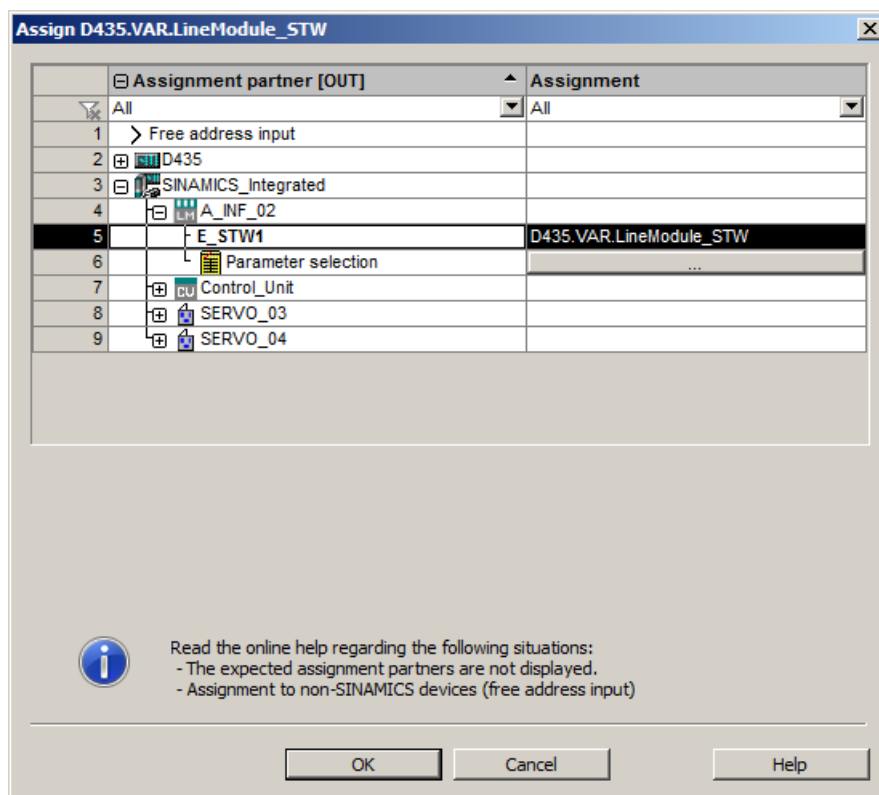 Assign D435.VAR.LineModule_STW
Assignment partner [OUT] Assignment
All All
1 Free address input
2 D435
3 SINAMICS_Integrated
4 LM A_INF_02
5 E_STW1 D435.VAR.LineModule_STW
6 Parameter selection ...
7 CU Control_Unit
8 SERVO_03
9 SERVO_04
Read the online help regarding the following situations:
- The expected assignment partners are not displayed.
- Assignment to non-SINAMICS devices (free address input)
OK Cancel Help